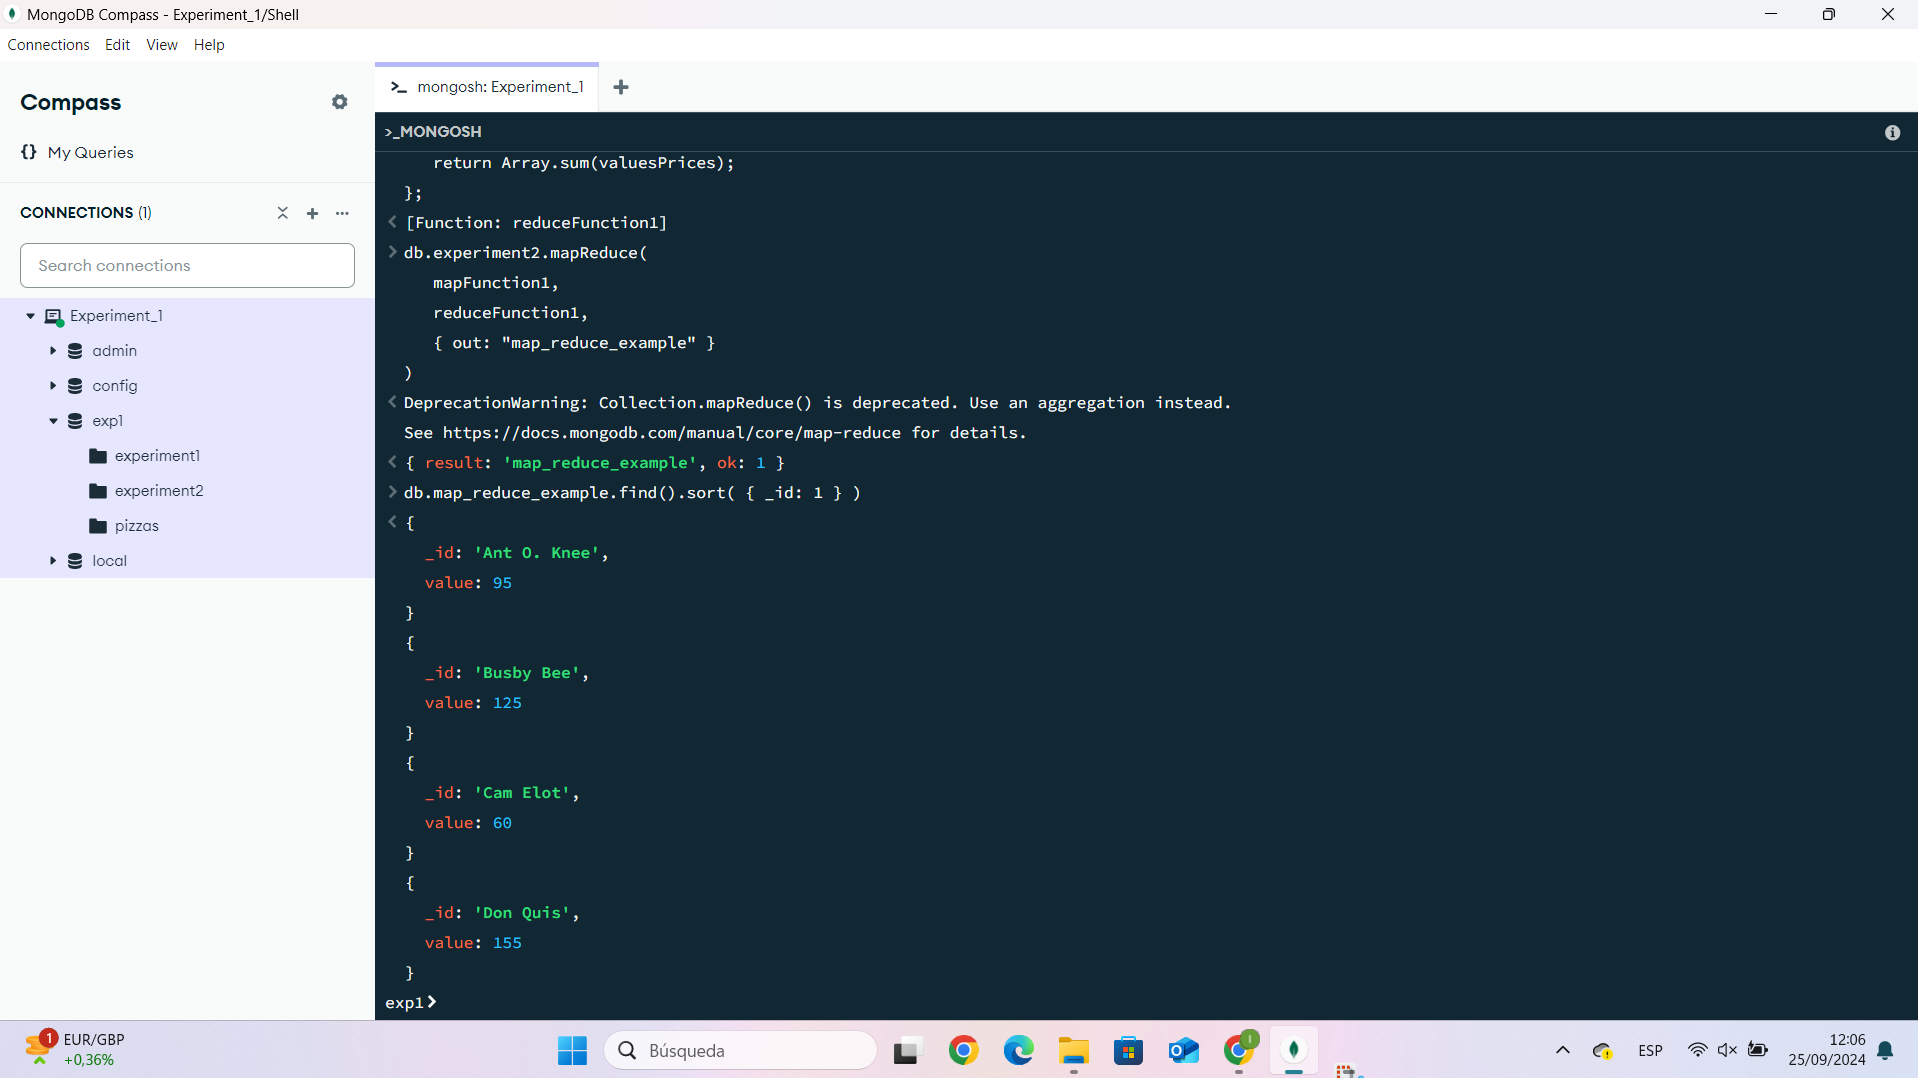 MongoDB Compass - Experiment_1/Shell
Connections Edit View Help
Compass
{} My Queries
CONNECTIONS (1)
Search connections
Experiment_1
admin
config
exp1
experiment1
experiment2
pizzas
local
mongosh: Experiment_1
>_MONGOSH
return Array.sum(valuesPrices);
};
[Function: reduceFunction1]
db.experiment2.mapReduce(
mapFunction1,
reduceFunction1,
{ out: "map_reduce_example" }
)
DeprecationWarning: Collection.mapReduce() is deprecated. Use an aggregation instead.
See https://docs.mongodb.com/manual/core/map-reduce for details.
{ result: 'map_reduce_example', ok: 1 }
db.map_reduce_example.find().sort( { _id: 1 } )
{
_id: 'Ant O. Knee',
value: 95
}
{
_id: 'Busby Bee',
value: 125
}
{
_id: 'Cam Elot',
value: 60
}
{
_id: 'Don Quis',
value: 155
}
exp1>
1 EUR/GBP
+0,36%
Búsqueda
ESP
12:06
25/09/2024